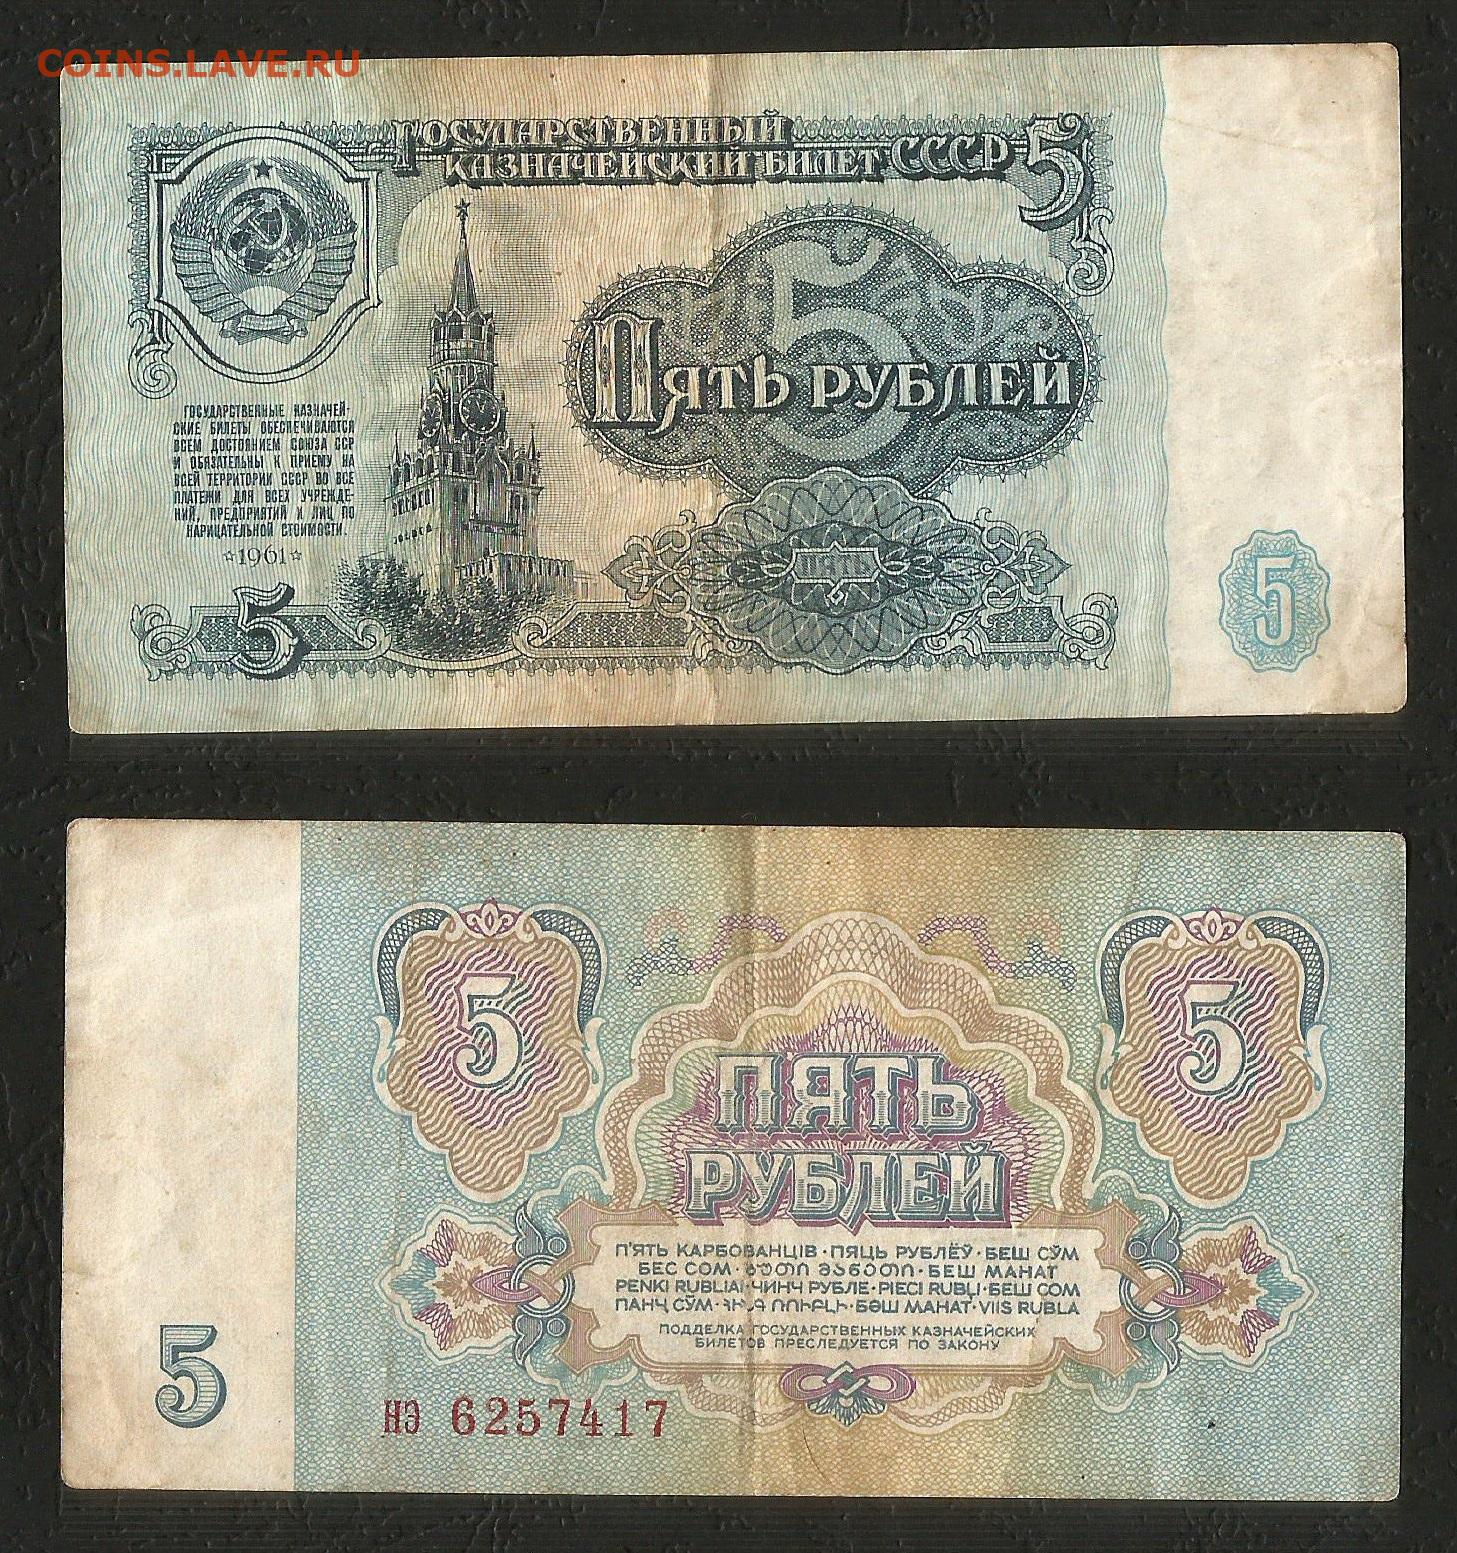 COINS.LAVE.RU
ГОСУДАРСТВЕННЫЙ
КАЗНАЧЕЙСКИЙ БИЛЕТ СССР 5
5
ПЯТЬ РУБЛЕЙ
5
ГОСУДАРСТВЕННЫЕ КАЗНАЧЕЙ-
СКИЕ БИЛЕТЫ ОБЕСПЕЧИВАЮТСЯ
ВСЕМ ДОСТОЯНИЕМ СОЮЗА ССР
И ОБЯЗАТЕЛЬНЫ К ПРИЕМУ НА
ВСЕЙ ТЕРРИТОРИИ СССР ВО ВСЕ
ПЛАТЕЖИ ДЛЯ ВСЕХ УЧРЕЖДЕ-
НИЙ, ПРЕДПРИЯТИЙ И ЛИЦ ПО
НАРИЦАТЕЛЬНОЙ СТОИМОСТИ.
☆1961☆
ПЯТЬ
5
5
5
5
ПЯТЬ
РУБЛЕЙ
П'ЯТЬ КАРБОВАНЦІВ · ПЯЦЬ РУБЛЁЎ · БЕШ СЎМ
БЕС СОМ · ᲮᲣᲗᲘ ᲛᲐᲜᲔᲗᲘ · БЕШ МАНАТ
PENKI RUBLIAI · ЧИНЧ РУБЛЕ · PIECI RUBĻI · БЕШ СОМ
ПАНҶ СЎМ · ՀԻՆԳ ՌՈՒԲԼԻ · БӘШ МАНАТ · VIIS RUBLA
ПОДДЕЛКА ГОСУДАРСТВЕННЫХ КАЗНАЧЕЙСКИХ
БИЛЕТОВ ПРЕСЛЕДУЕТСЯ ПО ЗАКОНУ
5
НЭ 6257417